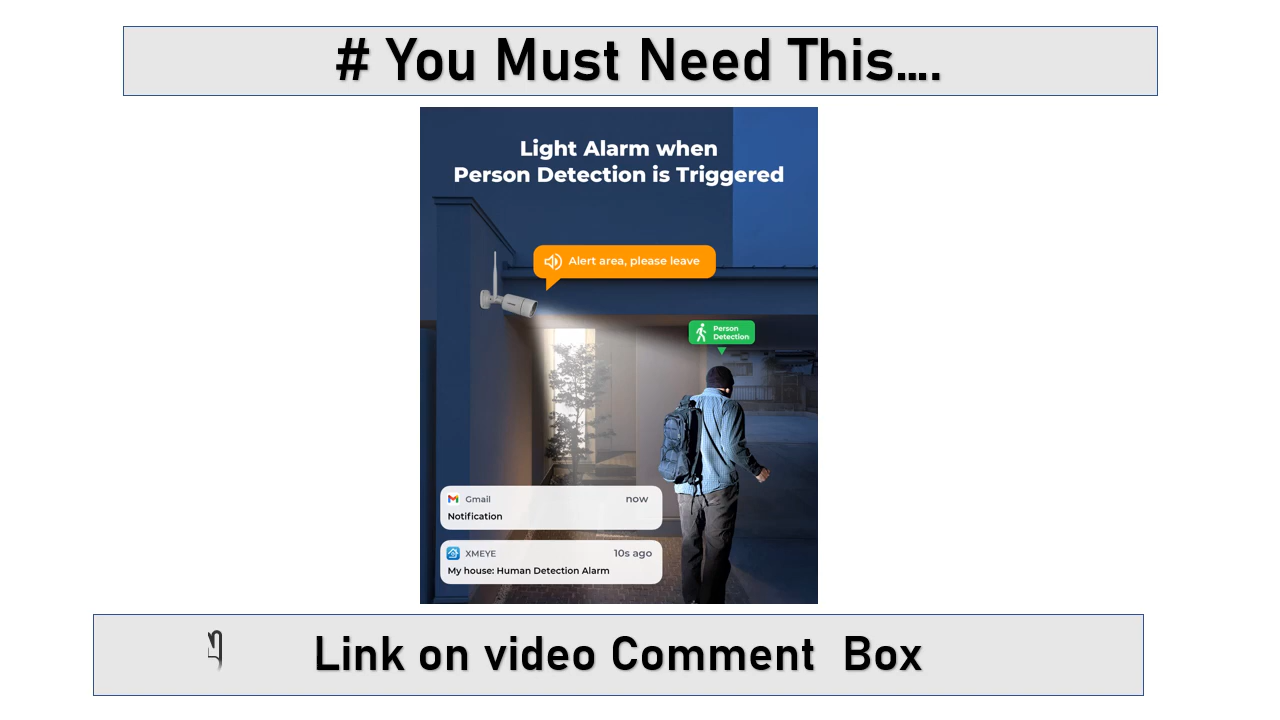 # You Must Need This....
Light Alarm when
Person Detection is Triggered
Alert area, please leave
Person
Detection
Gmail now
Notification
XMEYE 10s ago
My house: Human Detection Alarm
Link on video Comment Box